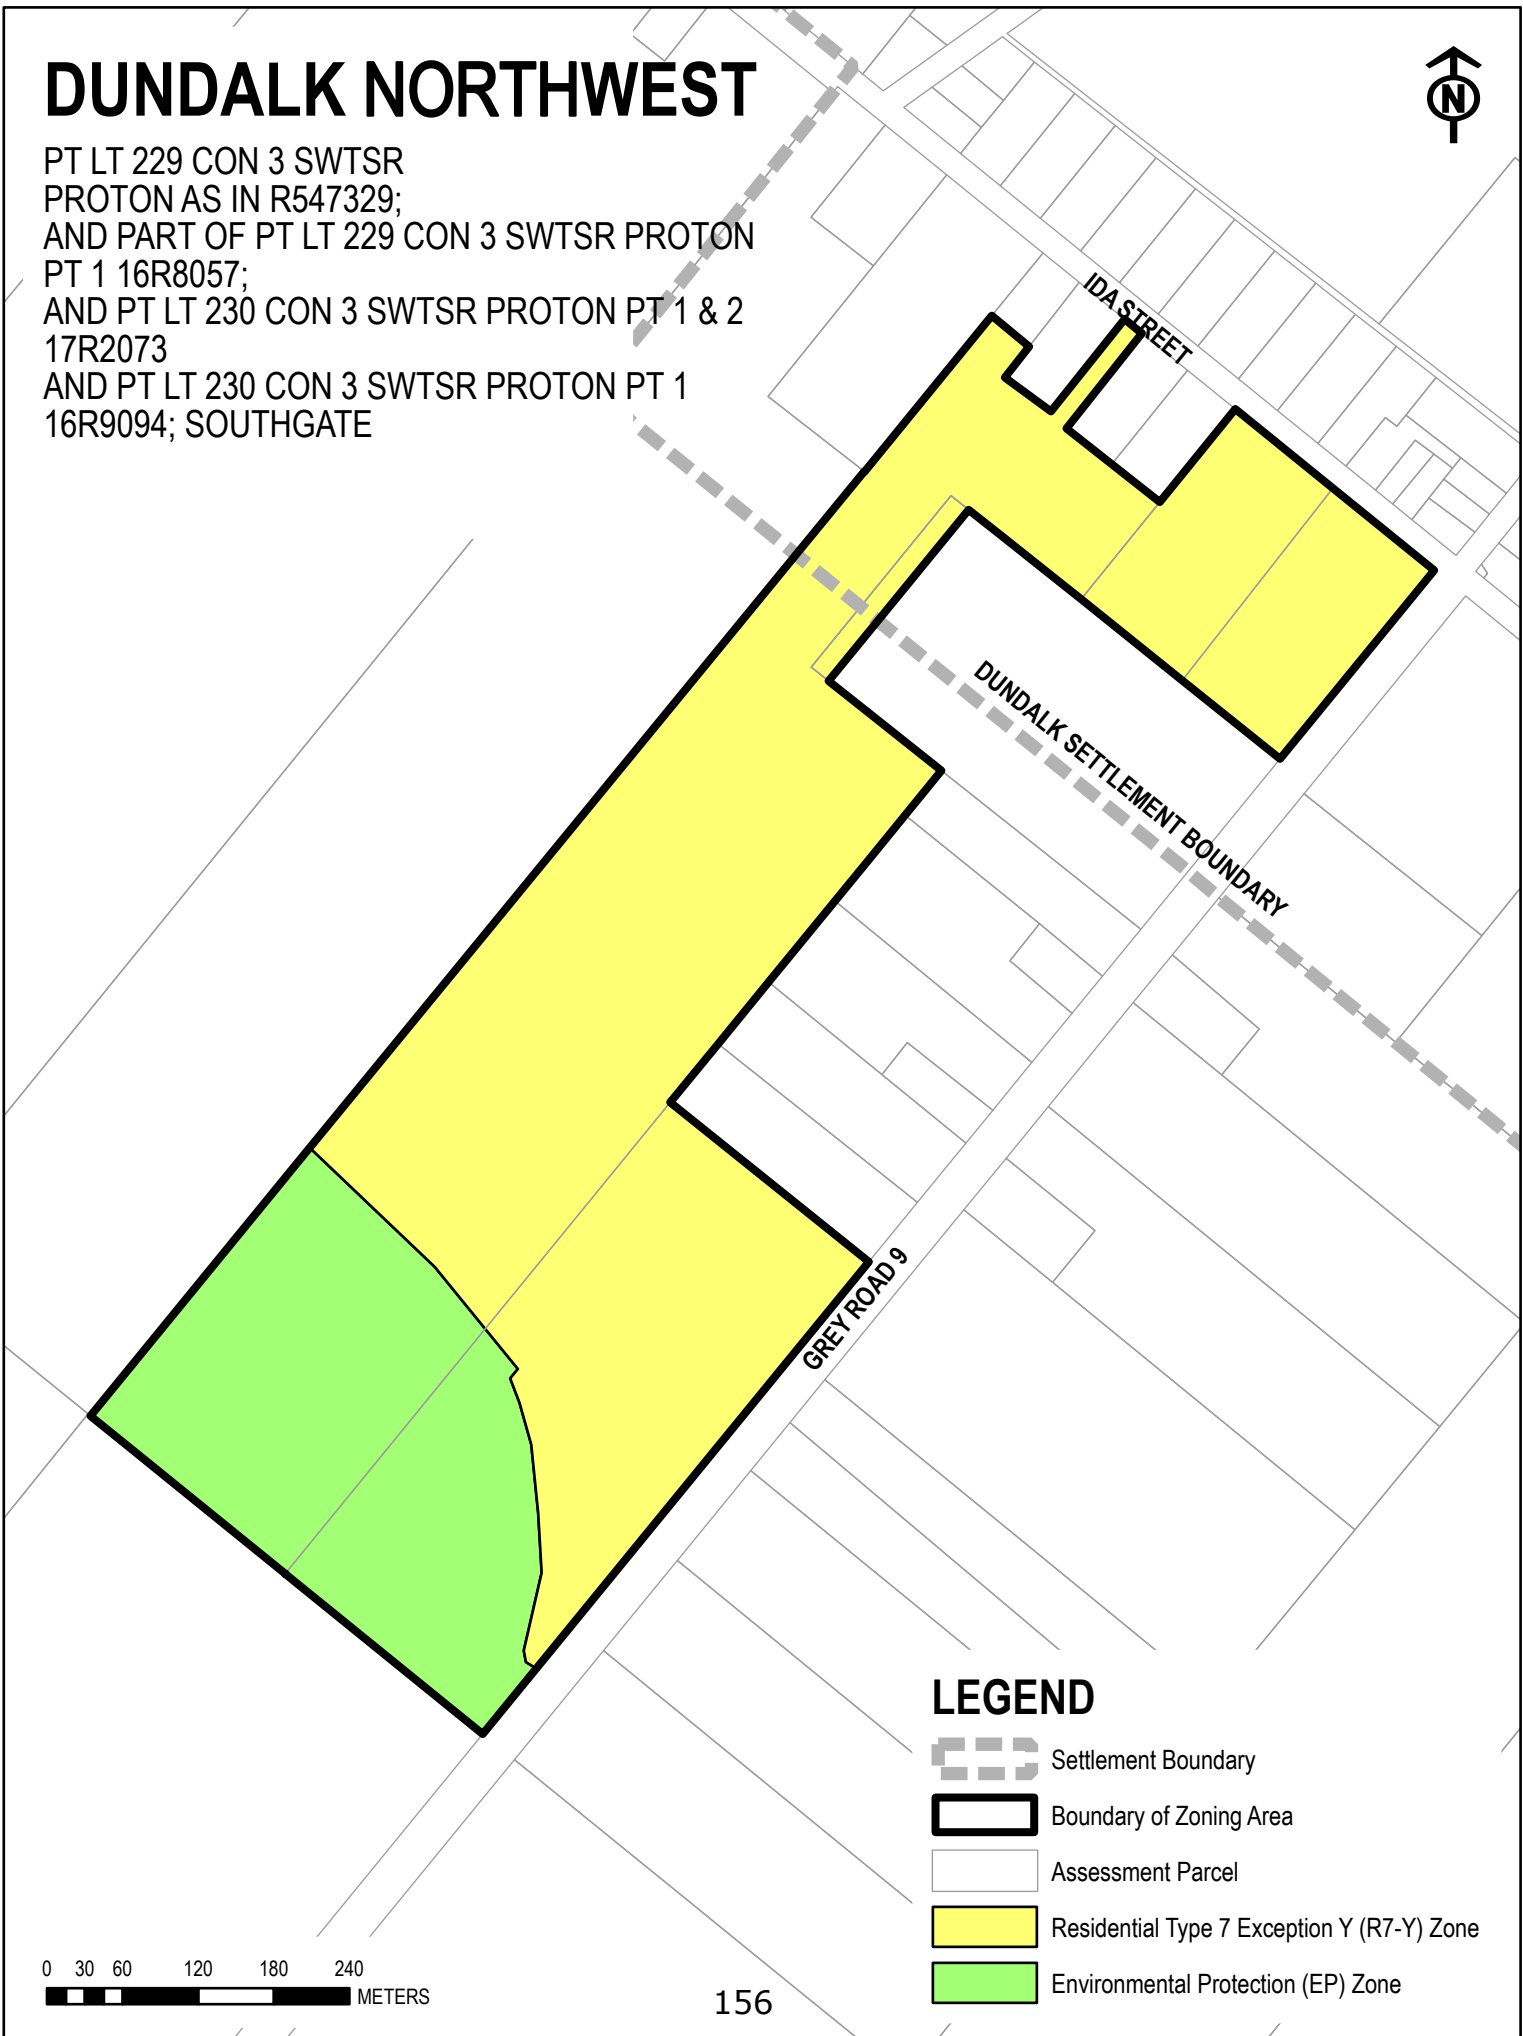 DUNDALK NORTHWEST
PT LT 229 CON 3 SWTSR
PROTON AS IN R547329;
AND PART OF PT LT 229 CON 3 SWTSR PROTON
PT 1 16R8057;
AND PT LT 230 CON 3 SWTSR PROTON PT 1 & 2
17R2073
AND PT LT 230 CON 3 SWTSR PROTON PT 1
16R9094; SOUTHGATE
N
IDA STREET
DUNDALK SETTLEMENT BOUNDARY
GREY ROAD 9
LEGEND
Settlement Boundary
Boundary of Zoning Area
Assessment Parcel
Residential Type 7 Exception Y (R7-Y) Zone
Environmental Protection (EP) Zone
0 30 60 120 180 240
METERS
156